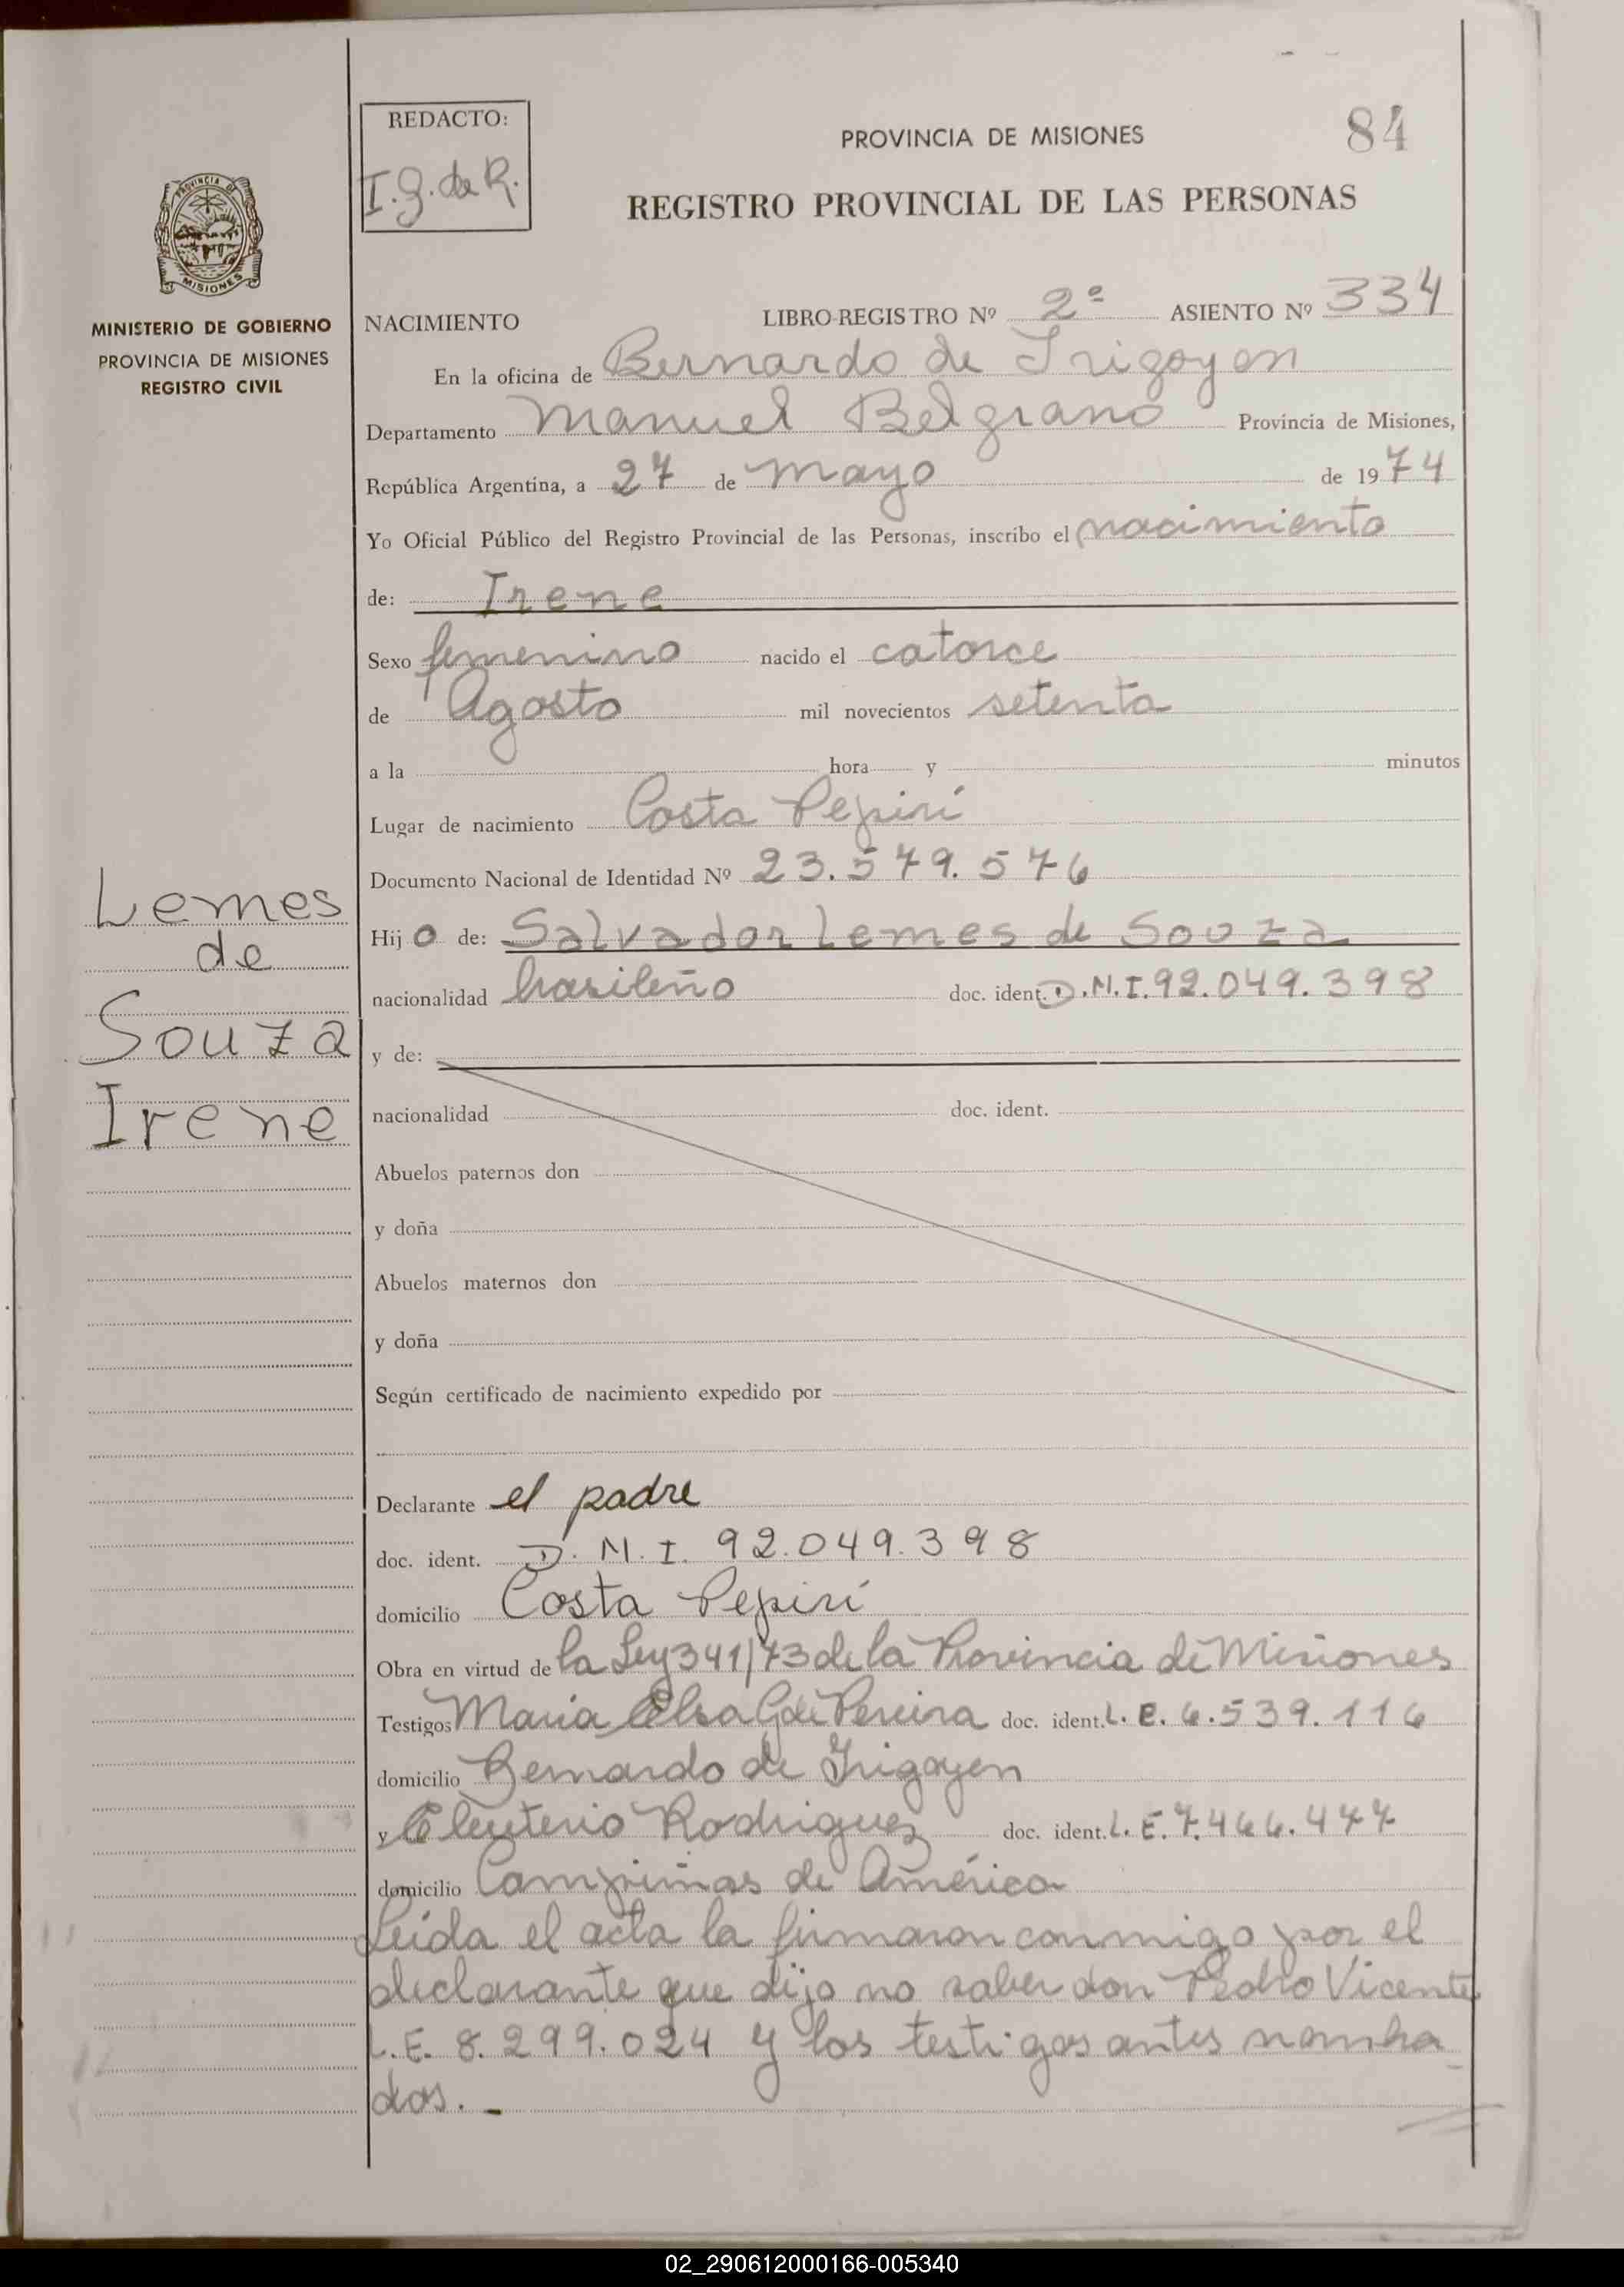 REDACTO:
I. G. de R.
PROVINCIA DE MISIONES
84
REGISTRO PROVINCIAL DE LAS PERSONAS
PROVINCIA DE
MISIONES
MINISTERIO DE GOBIERNO
PROVINCIA DE MISIONES
REGISTRO CIVIL
NACIMIENTO LIBRO-REGISTRO Nº 2º ASIENTO Nº 334
En la oficina de Bernardo de Irigoyen
Departamento Manuel Belgrano Provincia de Misiones,
República Argentina, a 27 de mayo de 1974
Yo Oficial Público del Registro Provincial de las Personas, inscribo el nacimiento
de: Irene
Sexo femenino nacido el catorce
de Agosto mil novecientos setenta
a la hora y minutos
Lugar de nacimiento Costa Pepirí
Documento Nacional de Identidad Nº 23.579.576
Hijo de: Salvador Lemes de Souza
nacionalidad brasileño doc. ident. D.N.I. 92.049.398
y de:
nacionalidad doc. ident.
Abuelos paternos don
y doña
Abuelos maternos don
y doña
Según certificado de nacimiento expedido por
Declarante el padre
doc. ident. D.N.I. 92.049.398
domicilio Costa Pepirí
Obra en virtud de la Ley 341/73 de la Provincia de Misiones
Testigos María Elsa G. de Pereira doc. ident. L.E. 6.539.116
domicilio Bernardo de Irigoyen
y Eleuterio Rodriguez doc. ident. L.E. 7.466.477
domicilio Campiñas de América
Leída el acta la firmaron conmigo por el
declarante que dijo no saber don Pedro Vicente
L.E. 8.299.024 y los testigos antes nombra
dos. _
Lemes
de
Souza
Irene
02_290612000166-005340